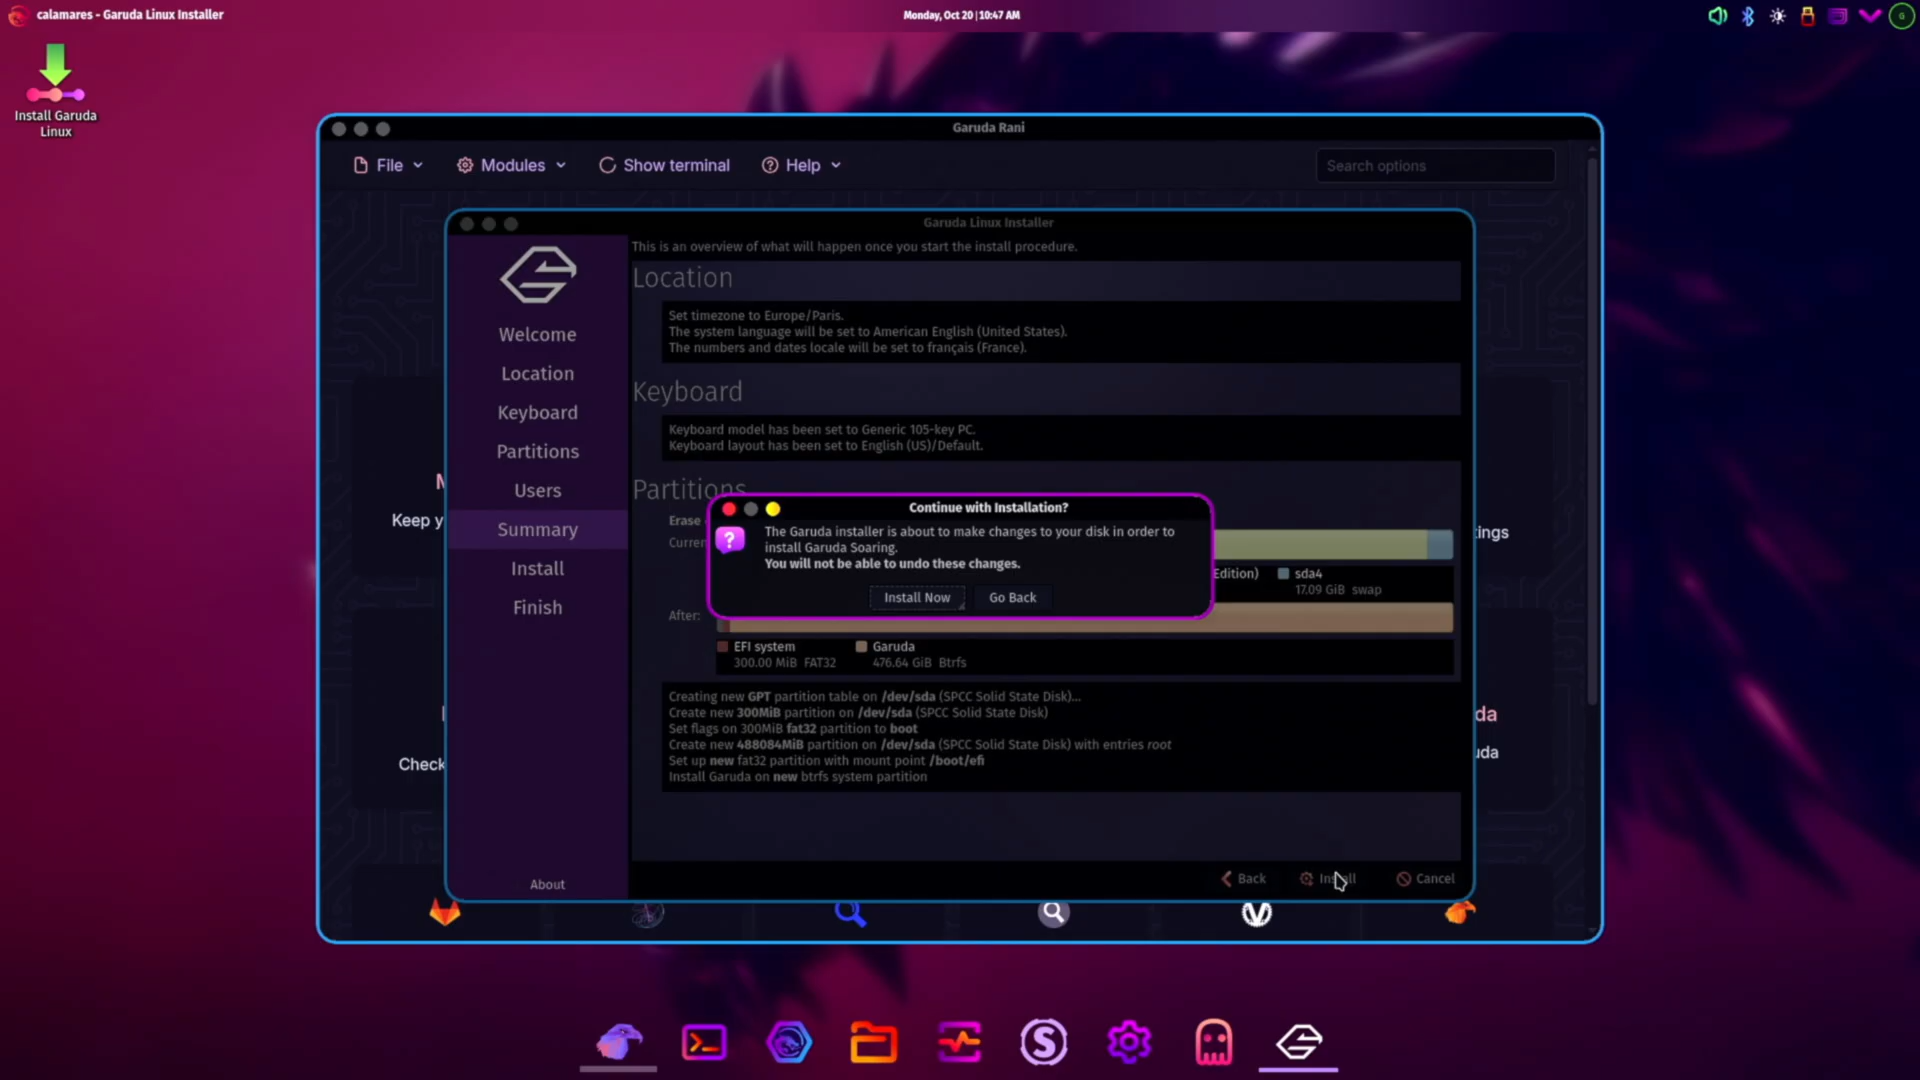 calamares - Garuda Linux Installer
Monday, Oct 20 | 10:47 AM
G
Install Garuda
Linux
Garuda Rani
File
Modules
Show terminal
Help
Search options
Garuda Linux Installer
This is an overview of what will happen once you start the install procedure.
Welcome
Location
Keyboard
Partitions
Users
Summary
Install
Finish
About
Location
Set timezone to Europe/Paris.
The system language will be set to American English (United States).
The numbers and dates locale will be set to français (France).
Keyboard
Keyboard model has been set to Generic 105-key PC.
Keyboard layout has been set to English (US)/Default.
Partitions
Erase
Curren
Continue with Installation?
The Garuda installer is about to make changes to your disk in order to
install Garuda Soaring.
You will not be able to undo these changes.
Install Now
Go Back
Edition)
sda4
17.09 GiB swap
After:
EFI system
300.00 MiB FAT32
Garuda
476.64 GiB Btrfs
Creating new GPT partition table on /dev/sda (SPCC Solid State Disk)...
Create new 300MiB partition on /dev/sda (SPCC Solid State Disk)
Set flags on 300MiB fat32 partition to boot
Create new 488084MiB partition on /dev/sda (SPCC Solid State Disk) with entries root
Set up new fat32 partition with mount point /boot/efi
Install Garuda on new btrfs system partition
Back
Install
Cancel
Keep y
Check
ings
da
uda